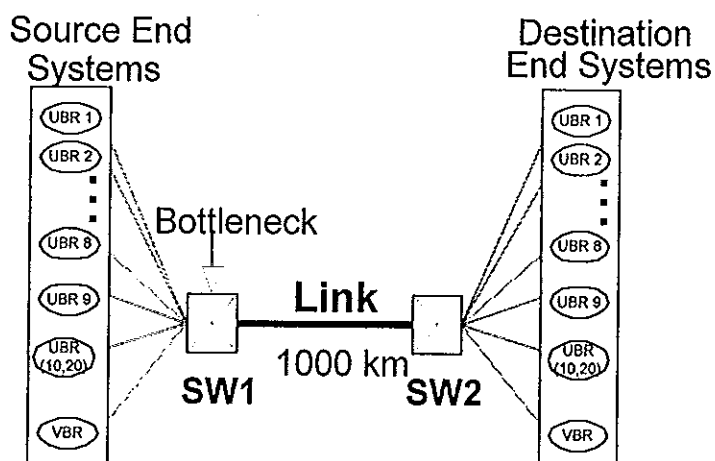 Source End
Systems
Destination
End Systems
UBR 1
UBR 2
UBR 8
UBR 9
UBR
(10,20)
VBR
Bottleneck
Link
1000 km
SW1
SW2
UBR 1
UBR 2
UBR 8
UBR 9
UBR
(10,20)
VBR